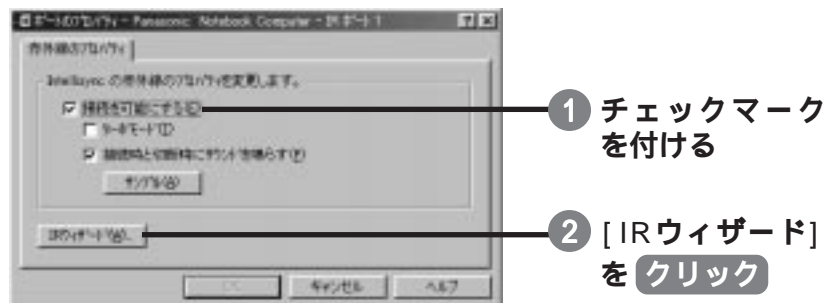 ポートのプロパティ - Panasonic Notebook Computer - IR ポート 1
赤外線のプロパティ
Intellisync の赤外線のプロパティを変更します。
接続を可能にする(E)
ターボモード(T)
接続時と切断時にサウンドを鳴らす(P)
サンプル(A)
IRウィザード(W)...
キャンセル
ヘルプ
1 チェックマーク
を付ける
2 [IRウィザード]
を クリック